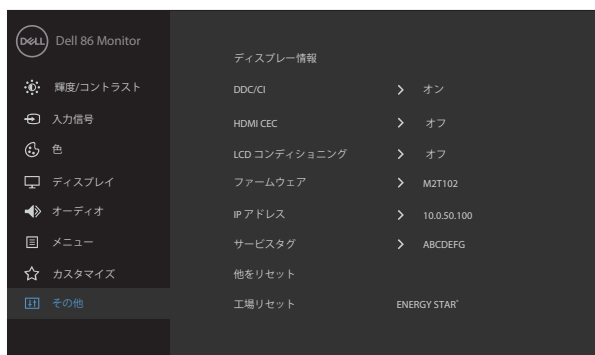 DELL
Dell 86 Monitor
輝度/コントラスト
入力信号
色
ディスプレイ
オーディオ
メニュー
カスタマイズ
その他
ディスプレー情報
DDC/CI オン
HDMI CEC オフ
LCD コンディショニング オフ
ファームウェア M2T102
IP アドレス 10.0.50.100
サービスタグ ABCDEFG
他をリセット
工場リセット ENERGY STAR®